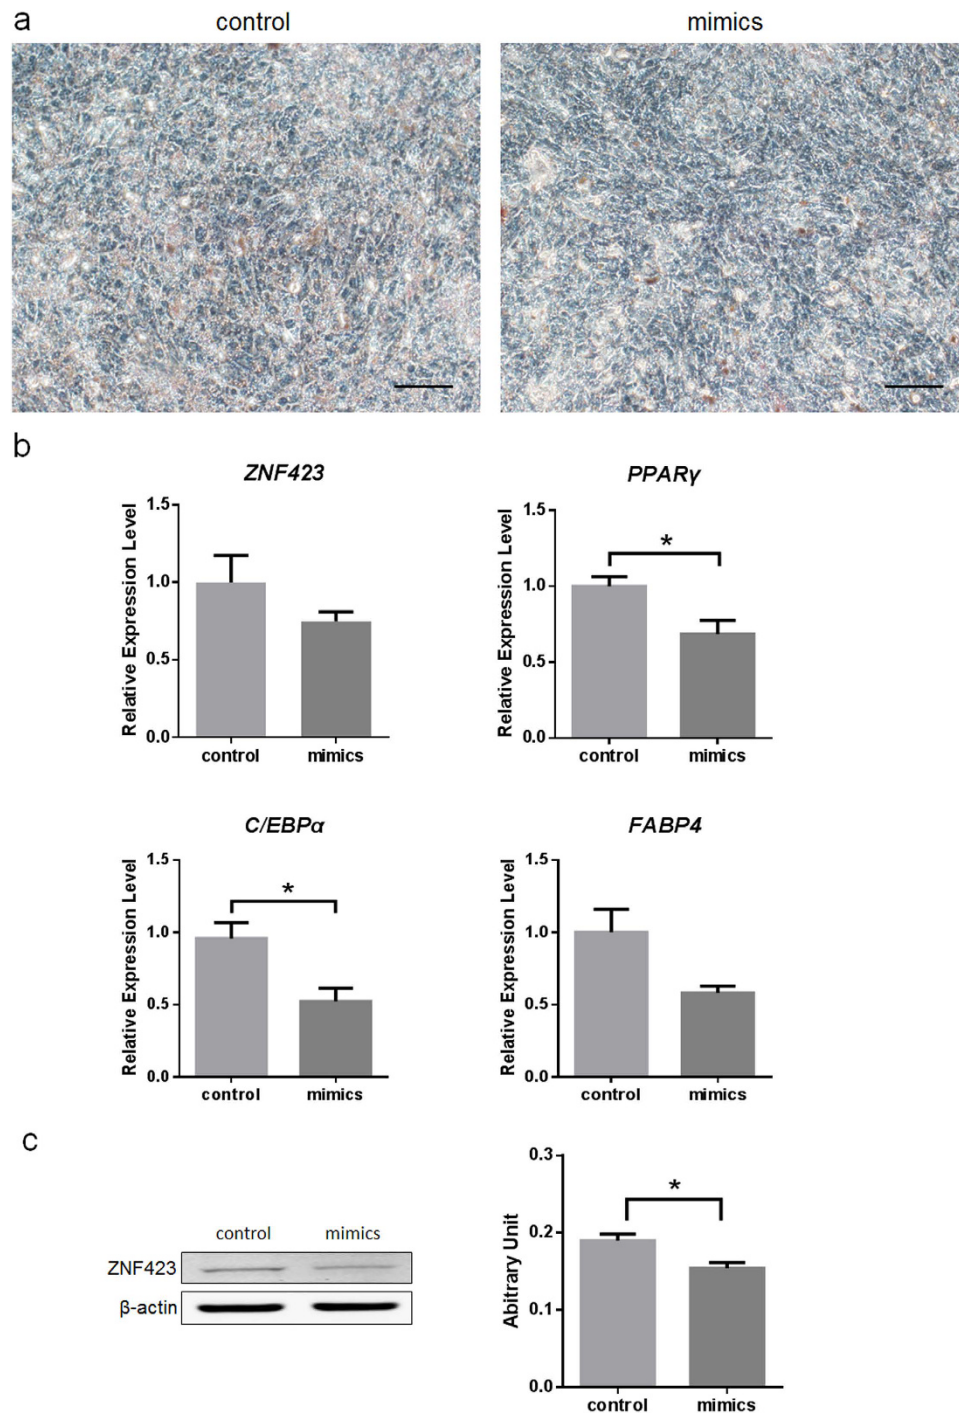 a
control mimics
b
ZNF423
Relative Expression Level
1.5
1.0
0.5
0.0
control mimics
PPARγ
Relative Expression Level
1.5
1.0
0.5
0.0
*
control mimics
C/EBPα
Relative Expression Level
1.5
1.0
0.5
0.0
*
control mimics
FABP4
Relative Expression Level
1.5
1.0
0.5
0.0
control mimics
c
control mimics
ZNF423
β-actin
Abitrary Unit
0.3
0.2
0.1
0.0
*
control mimics